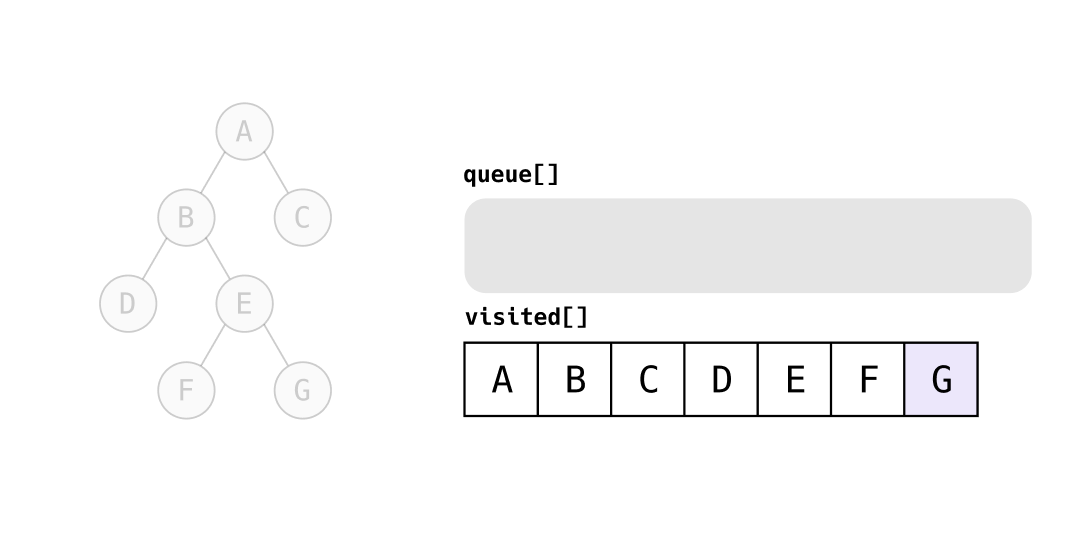 A
B C
D E
F G
queue[]
visited[]
A B C D E F G